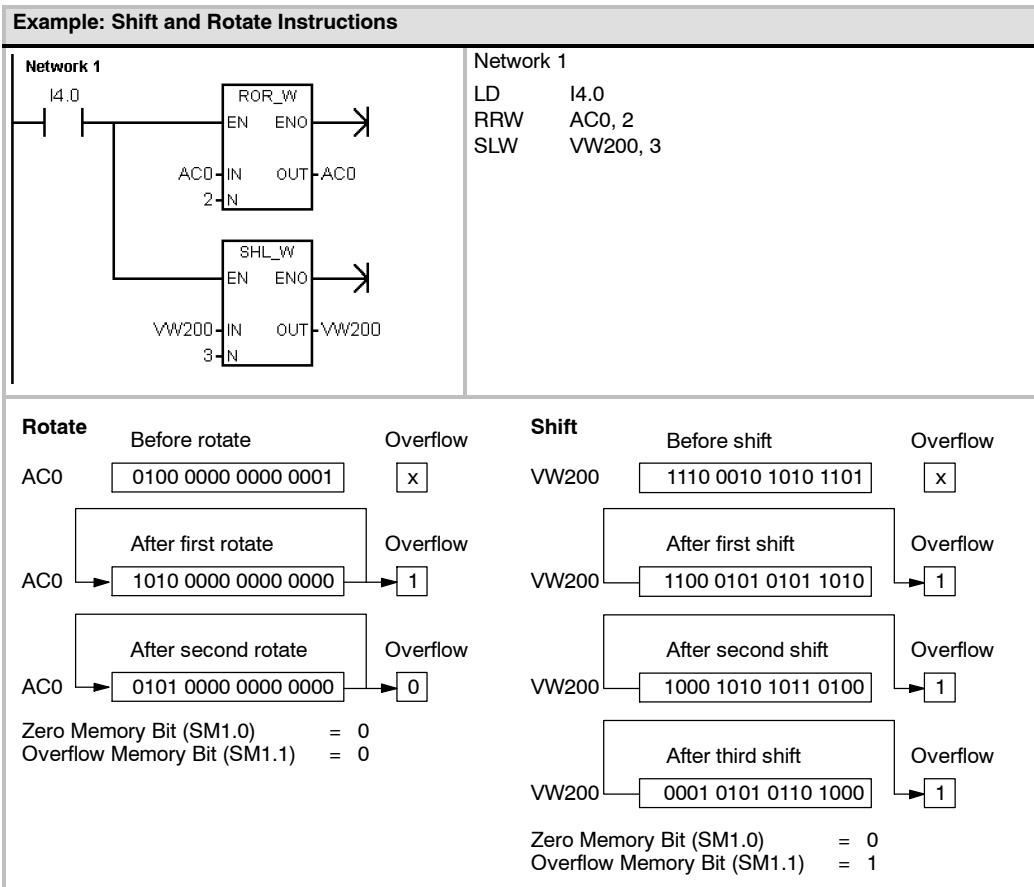 Example: Shift and Rotate Instructions
Network 1
I4.0
ROR_W
EN ENO
AC0 IN OUT AC0
2 N
SHL_W
EN ENO
VW200 IN OUT VW200
3 N
Network 1
LD I4.0
RRW AC0, 2
SLW VW200, 3
Rotate
Before rotate Overflow
AC0 0100 0000 0000 0001 x
After first rotate Overflow
AC0 1010 0000 0000 0000 1
After second rotate Overflow
AC0 0101 0000 0000 0000 0
Zero Memory Bit (SM1.0) = 0
Overflow Memory Bit (SM1.1) = 0
Shift
Before shift Overflow
VW200 1110 0010 1010 1101 x
After first shift Overflow
VW200 1100 0101 0101 1010 1
After second shift Overflow
VW200 1000 1010 1011 0100 1
After third shift Overflow
VW200 0001 0101 0110 1000 1
Zero Memory Bit (SM1.0) = 0
Overflow Memory Bit (SM1.1) = 1